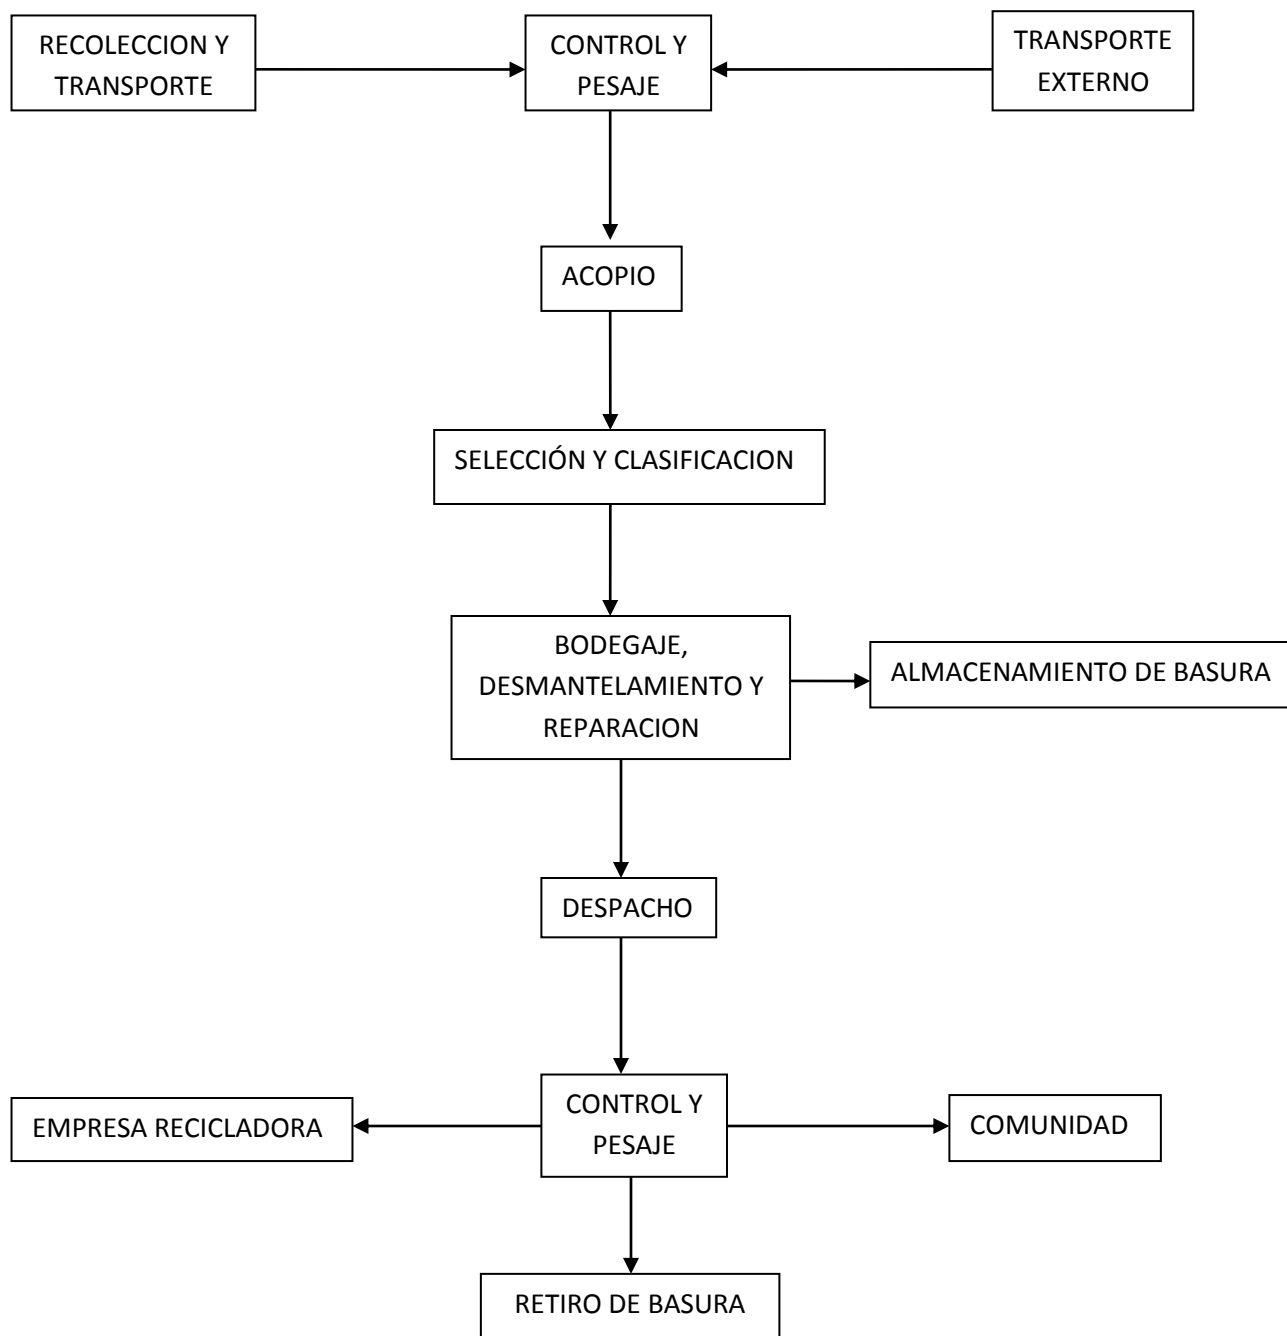 RECOLECCION Y
TRANSPORTE
CONTROL Y
PESAJE
TRANSPORTE
EXTERNO
ACOPIO
SELECCIÓN Y CLASIFICACION
BODEGAJE,
DESMANTELAMIENTO Y
REPARACION
ALMACENAMIENTO DE BASURA
DESPACHO
EMPRESA RECICLADORA
CONTROL Y
PESAJE
COMUNIDAD
RETIRO DE BASURA